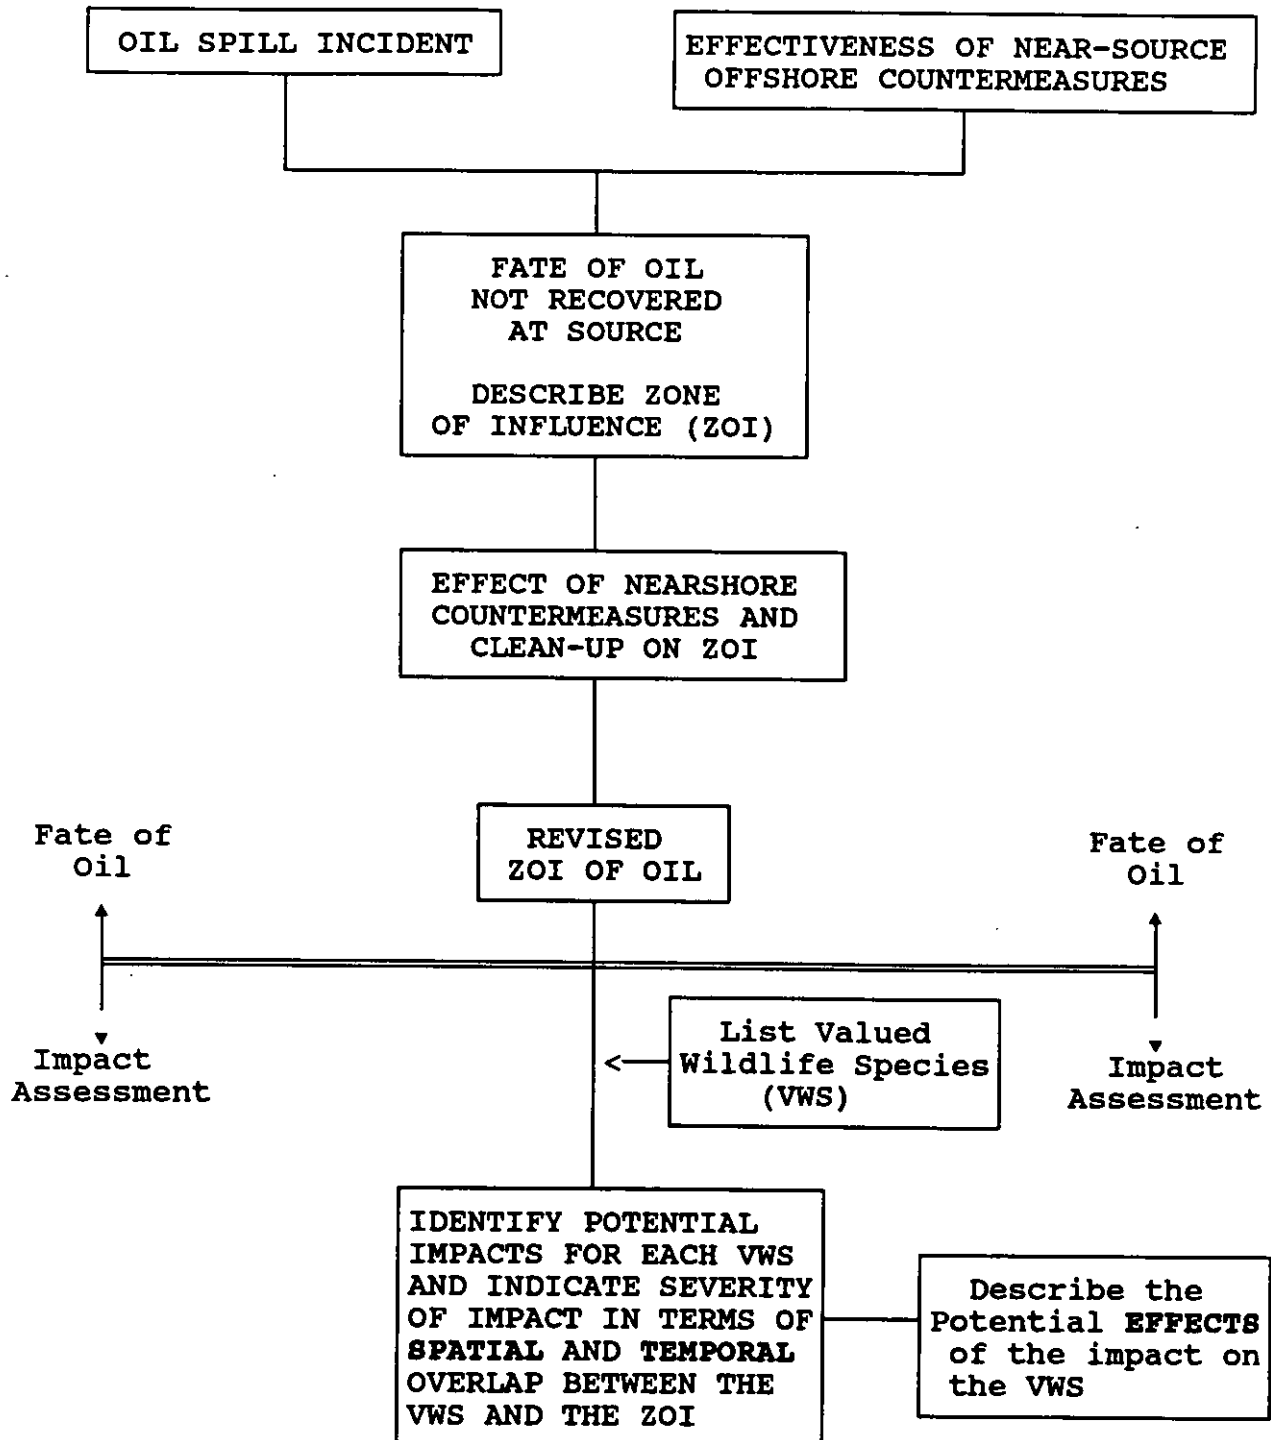 OIL SPILL INCIDENT
EFFECTIVENESS OF NEAR-SOURCE
OFFSHORE COUNTERMEASURES
FATE OF OIL
NOT RECOVERED
AT SOURCE
DESCRIBE ZONE
OF INFLUENCE (ZOI)
EFFECT OF NEARSHORE
COUNTERMEASURES AND
CLEAN-UP ON ZOI
REVISED
ZOI OF OIL
Fate of
Oil
Fate of
Oil
Impact
Assessment
List Valued
Wildlife Species
(VWS)
Impact
Assessment
IDENTIFY POTENTIAL
IMPACTS FOR EACH VWS
AND INDICATE SEVERITY
OF IMPACT IN TERMS OF
SPATIAL AND TEMPORAL
OVERLAP BETWEEN THE
VWS AND THE ZOI
Describe the
Potential EFFECTS
of the impact on
the VWS